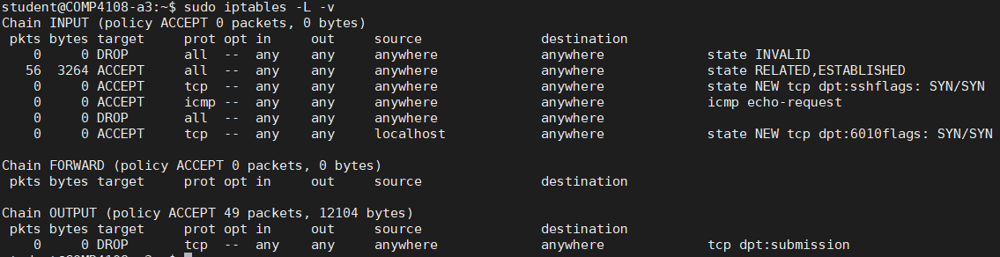 student@COMP4108-a3:~$ sudo iptables -L -v
Chain INPUT (policy ACCEPT 0 packets, 0 bytes)
 pkts bytes target     prot opt in     out     source               destination
    0     0 DROP       all  --  any    any     anywhere             anywhere             state INVALID
   56  3264 ACCEPT     all  --  any    any     anywhere             anywhere             state RELATED,ESTABLISHED
    0     0 ACCEPT     tcp  --  any    any     anywhere             anywhere             state NEW tcp dpt:sshflags: SYN/SYN
    0     0 ACCEPT     icmp --  any    any     anywhere             anywhere             icmp echo-request
    0     0 DROP       all  --  any    any     anywhere             anywhere
    0     0 ACCEPT     tcp  --  any    any     localhost            anywhere             state NEW tcp dpt:6010flags: SYN/SYN

Chain FORWARD (policy ACCEPT 0 packets, 0 bytes)
 pkts bytes target     prot opt in     out     source               destination

Chain OUTPUT (policy ACCEPT 49 packets, 12104 bytes)
 pkts bytes target     prot opt in     out     source               destination
    0     0 DROP       tcp  --  any    any     anywhere             anywhere             tcp dpt:submission
student@COMP4108-a3:~$